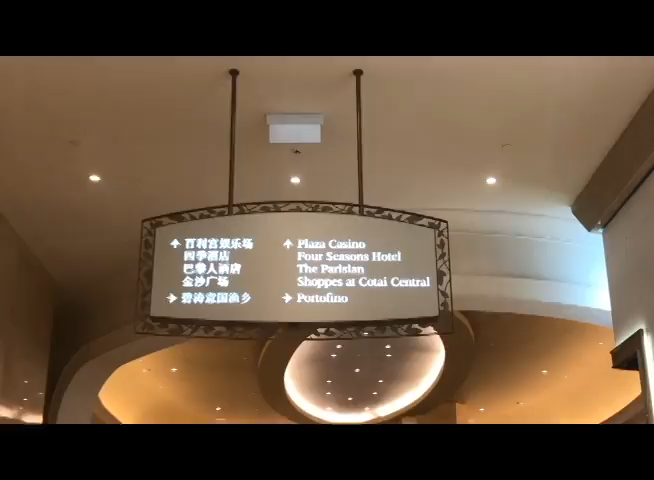 ↑ 百利宫娱乐场
四季酒店
巴黎人酒店
金沙广场
→ 碧涛意国渔乡
↑ Plaza Casino
Four Seasons Hotel
The Parisian
Shoppes at Cotai Central
→ Portofino